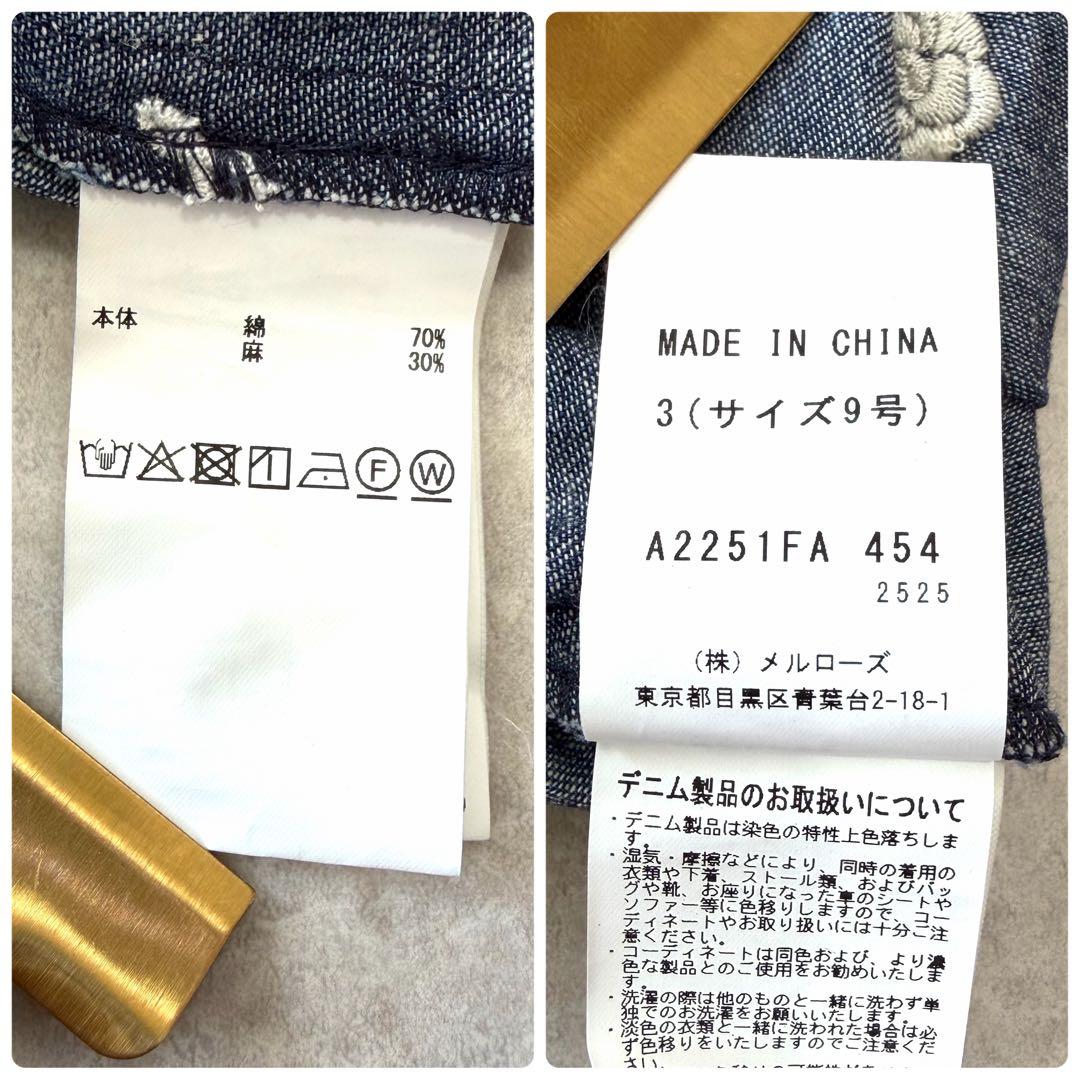 本体 綿 70%
麻 30%
F W
MADE IN CHINA
3(サイズ9号)
A2251FA 454
2525
(株)メルローズ
東京都目黒区青葉台2-18-1
デニム製品のお取扱いについて
・デニム製品は染色の特性上色落ちしま
す。
・湿気・摩擦などにより、同時の着用の
衣類や下着、ストール類、およびバッ
グや靴、お座りになった車のシートや
ソファー等に色移りしますので、コー
ディネートやお取り扱いには十分ご注
意ください。
・コーディネートは同色および、より濃
色な製品とのご使用をお勧めいたしま
す。
・洗濯の際は他のものと一緒に洗わず単
独でのお洗濯をお願いいたします。
・淡色の衣類と一緒に洗われた場合は必
ず色移りをいたしますのでご注意くだ
さい。